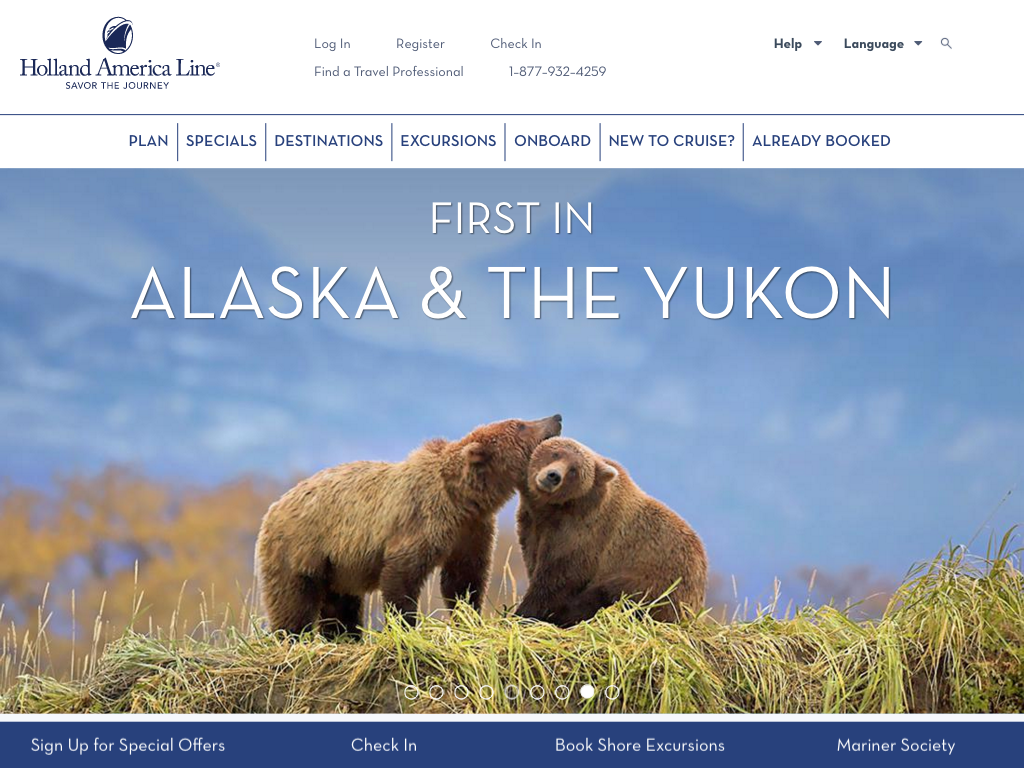 Holland America Line®
SAVOR THE JOURNEY
Log In Register Check In
Find a Travel Professional 1-877-932-4259
Help Language
PLAN SPECIALS DESTINATIONS EXCURSIONS ONBOARD NEW TO CRUISE? ALREADY BOOKED
FIRST IN
ALASKA & THE YUKON
Sign Up for Special Offers Check In Book Shore Excursions Mariner Society